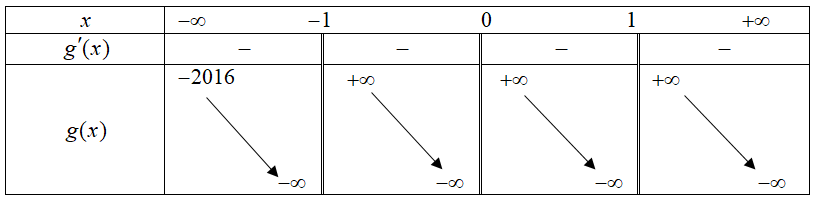 x −∞ −1 0 1 +∞
g′(x) − − − −
−2016 +∞ +∞ +∞
g(x)
−∞ −∞ −∞ −∞